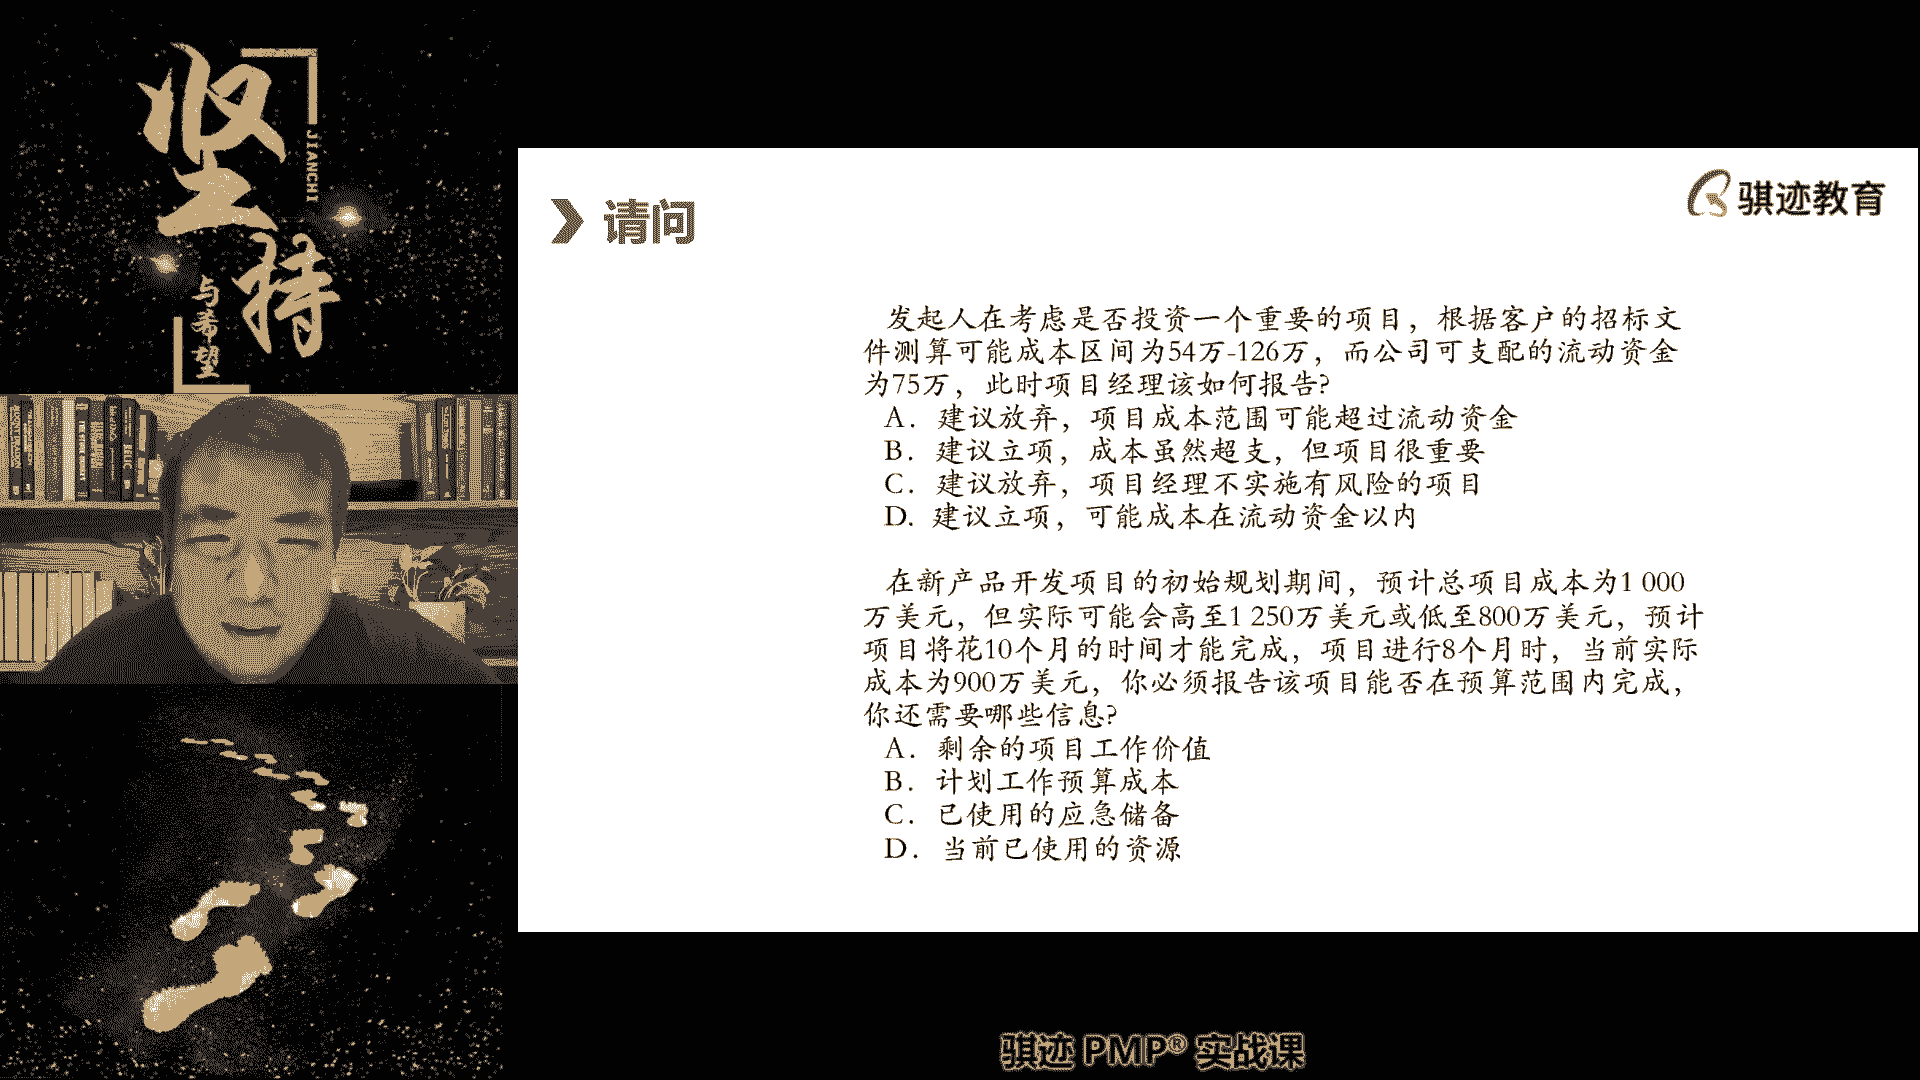 坚持
JIANCHI
与希望
请问
骐迹教育
发起人在考虑是否投资一个重要的项目，根据客户的招标文
件测算可能成本区间为54万-126万，而公司可支配的流动资金
为75万，此时项目经理该如何报告?
A. 建议放弃，项目成本范围可能超过流动资金
B. 建议立项，成本虽然超支，但项目很重要
C. 建议放弃，项目经理不实施有风险的项目
D. 建议立项，可能成本在流动资金以内
在新产品开发项目的初始规划期间，预计总项目成本为1 000
万美元，但实际可能会高至1 250万美元或低至800万美元，预计
项目将花10个月的时间才能完成，项目进行8个月时，当前实际
成本为900万美元，你必须报告该项目能否在预算范围内完成，
你还需要哪些信息?
A. 剩余的项目工作价值
B. 计划工作预算成本
C. 已使用的应急储备
D. 当前已使用的资源
骐迹 PMP® 实战课